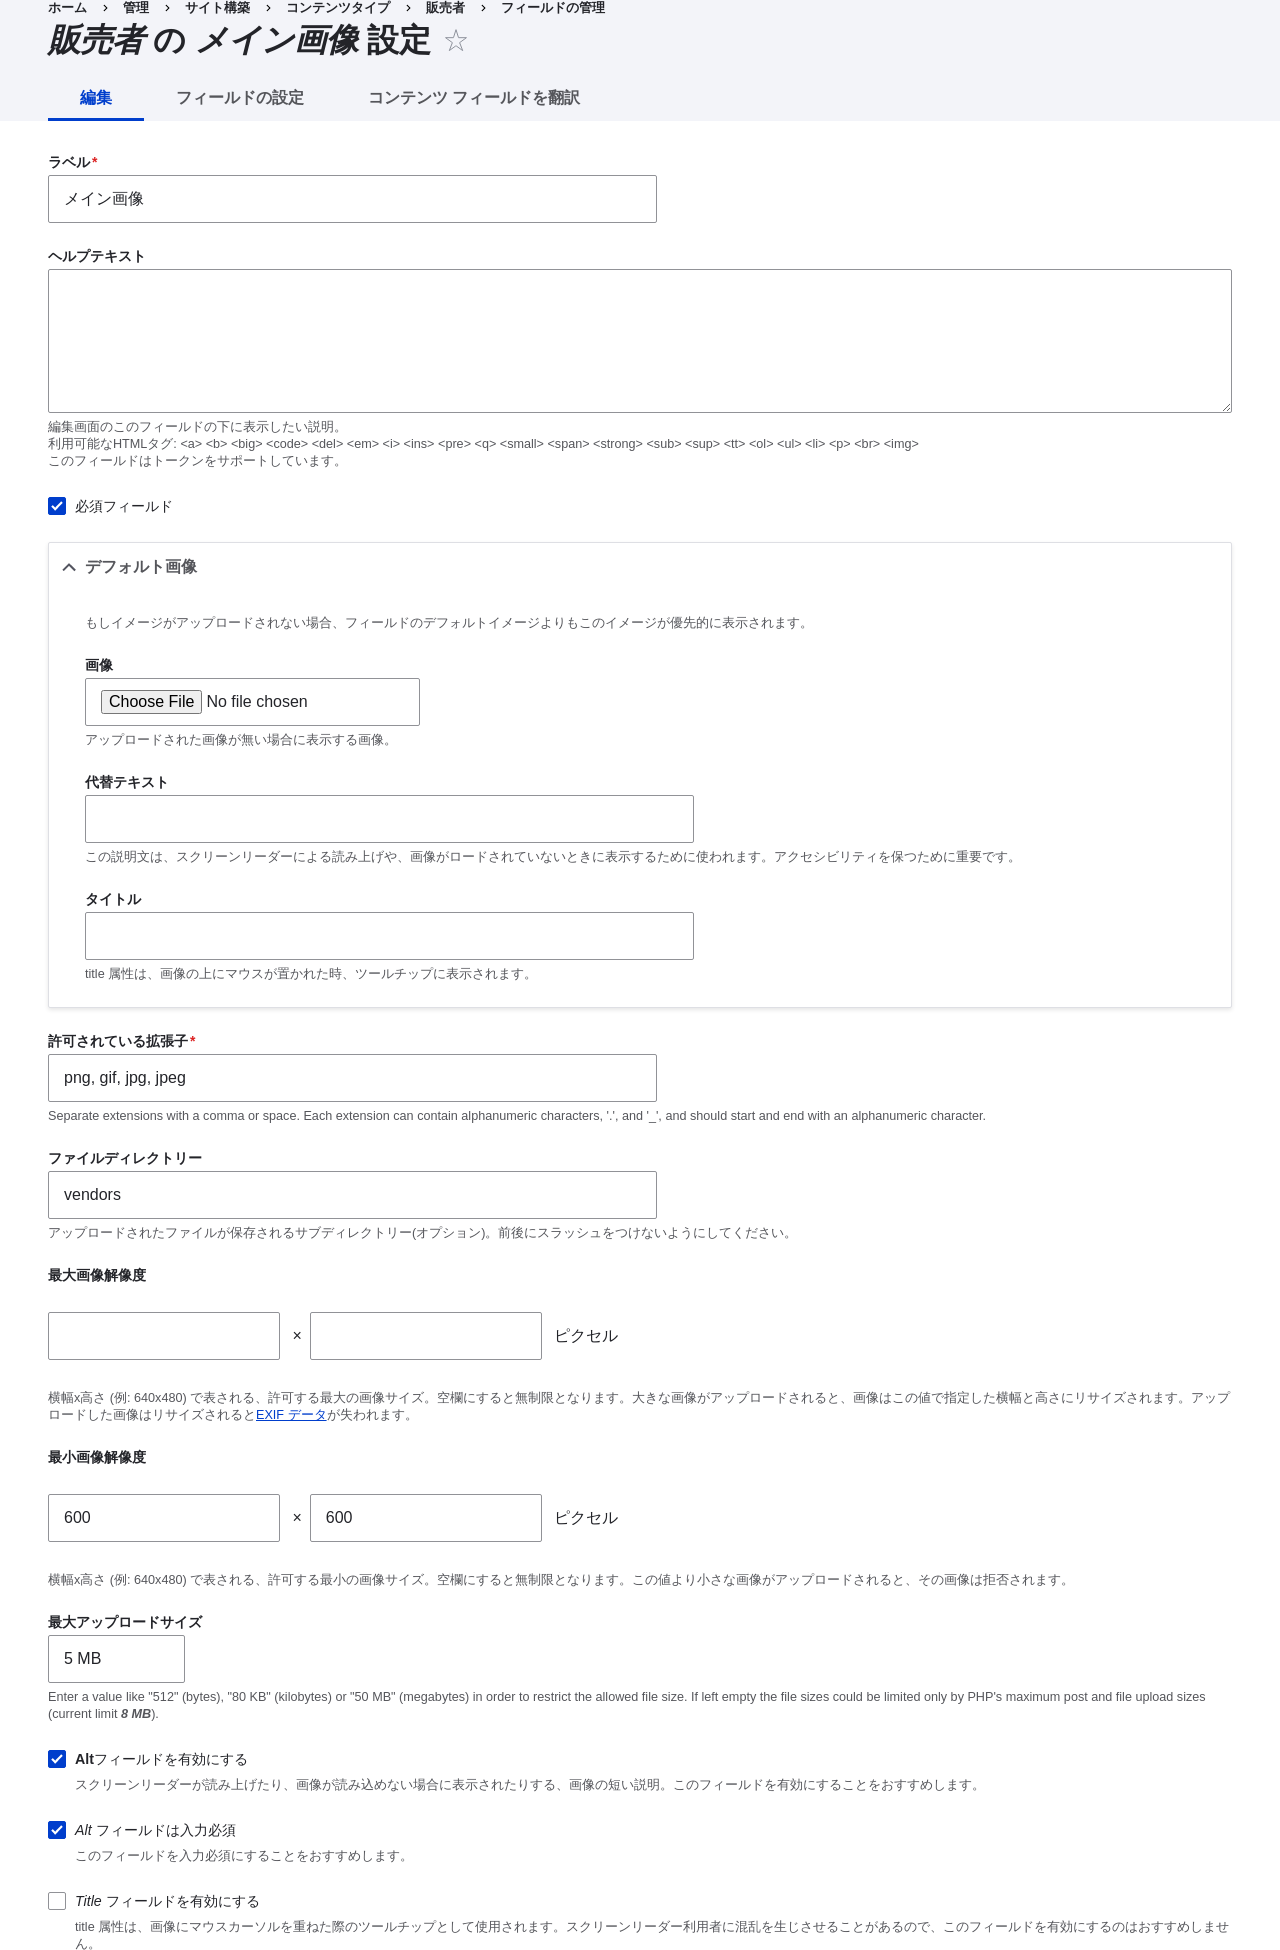 ホーム › 管理 › サイト構築 › コンテンツタイプ › 販売者 › フィールドの管理
販売者 の メイン画像 設定 ☆
編集 フィールドの設定 コンテンツ フィールドを翻訳
ラベル*
メイン画像
ヘルプテキスト
編集画面のこのフィールドの下に表示したい説明。
利用可能なHTMLタグ: <a> <b> <big> <code> <del> <em> <i> <ins> <pre> <q> <small> <span> <strong> <sub> <sup> <tt> <ol> <ul> <li> <p> <br> <img>
このフィールドはトークンをサポートしています。
必須フィールド
デフォルト画像
もしイメージがアップロードされない場合、フィールドのデフォルトイメージよりもこのイメージが優先的に表示されます。
画像
Choose File No file chosen
アップロードされた画像が無い場合に表示する画像。
代替テキスト
この説明文は、スクリーンリーダーによる読み上げや、画像がロードされていないときに表示するために使われます。アクセシビリティを保つために重要です。
タイトル
title 属性は、画像の上にマウスが置かれた時、ツールチップに表示されます。
許可されている拡張子*
png, gif, jpg, jpeg
Separate extensions with a comma or space. Each extension can contain alphanumeric characters, '.', and '_', and should start and end with an alphanumeric character.
ファイルディレクトリー
vendors
アップロードされたファイルが保存されるサブディレクトリー(オプション)。前後にスラッシュをつけないようにしてください。
最大画像解像度
× ピクセル
横幅x高さ (例: 640x480) で表される、許可する最大の画像サイズ。空欄にすると無制限となります。大きな画像がアップロードされると、画像はこの値で指定した横幅と高さにリサイズされます。アップ
ロードした画像はリサイズされるとEXIF データが失われます。
最小画像解像度
600 × 600 ピクセル
横幅x高さ (例: 640x480) で表される、許可する最小の画像サイズ。空欄にすると無制限となります。この値より小さな画像がアップロードされると、その画像は拒否されます。
最大アップロードサイズ
5 MB
Enter a value like "512" (bytes), "80 KB" (kilobytes) or "50 MB" (megabytes) in order to restrict the allowed file size. If left empty the file sizes could be limited only by PHP's maximum post and file upload sizes
(current limit 8 MB).
Altフィールドを有効にする
スクリーンリーダーが読み上げたり、画像が読み込めない場合に表示されたりする、画像の短い説明。このフィールドを有効にすることをおすすめします。
Alt フィールドは入力必須
このフィールドを入力必須にすることをおすすめします。
Title フィールドを有効にする
title 属性は、画像にマウスカーソルを重ねた際のツールチップとして使用されます。スクリーンリーダー利用者に混乱を生じさせることがあるので、このフィールドを有効にするのはおすすめしませ
ん。